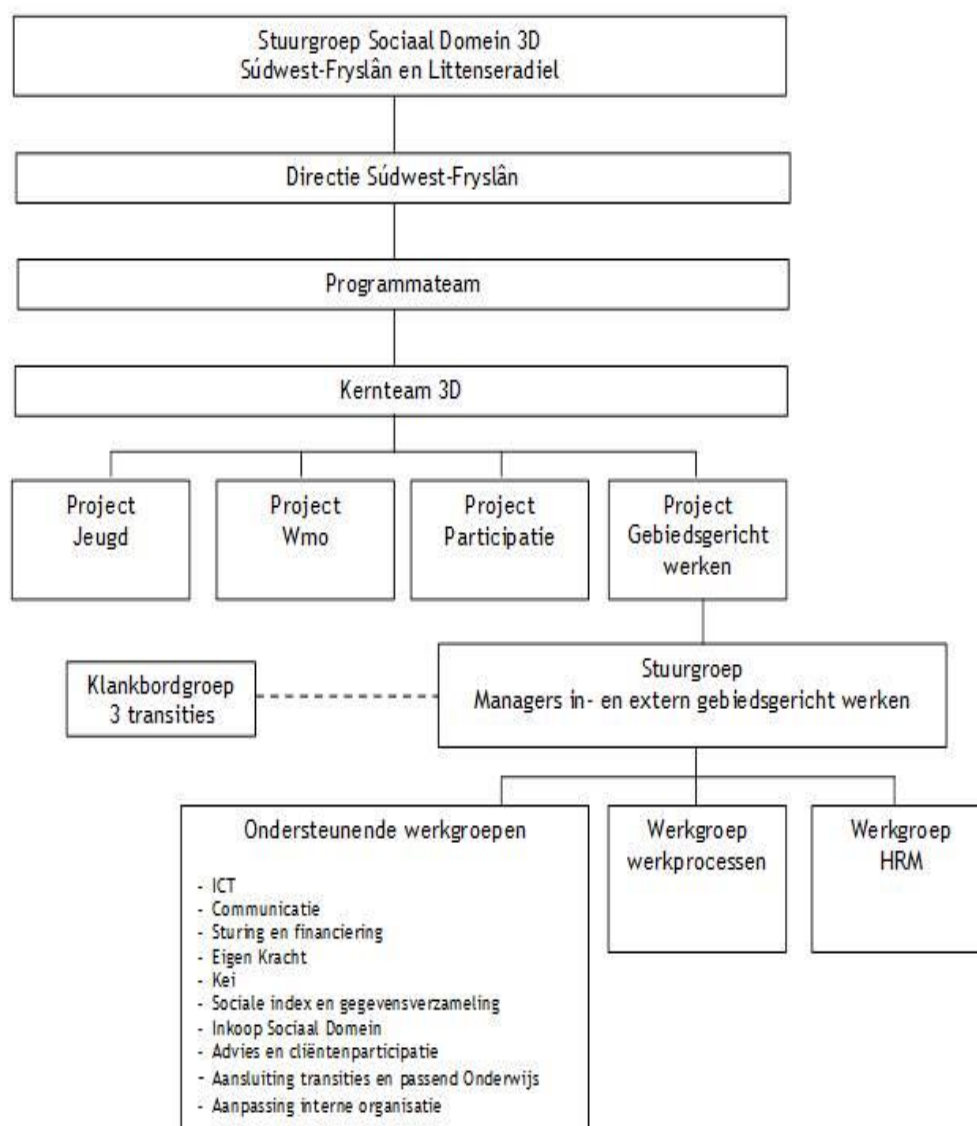 Stuurgroep Sociaal Domein 3D
Súdwest-Fryslân en Littenseradiel
Directie Súdwest-Fryslân
Programmateam
Kernteam 3D
Project
Jeugd
Project
Wmo
Project
Participatie
Project
Gebiedsgericht
werken
Klankbordgroep
3 transities
Stuurgroep
Managers in- en extern gebiedsgericht werken
Ondersteunende werkgroepen
- ICT
- Communicatie
- Sturing en financiering
- Eigen Kracht
- Kei
- Sociale index en gegevensverzameling
- Inkoop Sociaal Domein
- Advies en cliëntenparticipatie
- Aansluiting transities en passend Onderwijs
- Aanpassing interne organisatie
Werkgroep
werkprocessen
Werkgroep
HRM